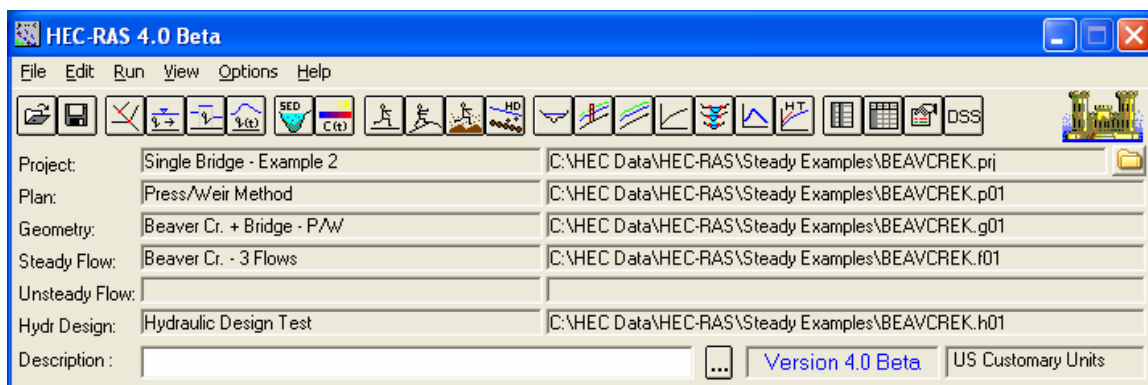 HEC-RAS 4.0 Beta
File Edit Run View Options Help
SED C(t) HD HT DSS
Project: Single Bridge - Example 2 C:\HEC Data\HEC-RAS\Steady Examples\BEAVCREK.prj
Plan: Press/Weir Method C:\HEC Data\HEC-RAS\Steady Examples\BEAVCREK.p01
Geometry: Beaver Cr. + Bridge - P/W C:\HEC Data\HEC-RAS\Steady Examples\BEAVCREK.g01
Steady Flow: Beaver Cr. - 3 Flows C:\HEC Data\HEC-RAS\Steady Examples\BEAVCREK.f01
Unsteady Flow:
Hydr Design: Hydraulic Design Test C:\HEC Data\HEC-RAS\Steady Examples\BEAVCREK.h01
Description : ... Version 4.0 Beta US Customary Units